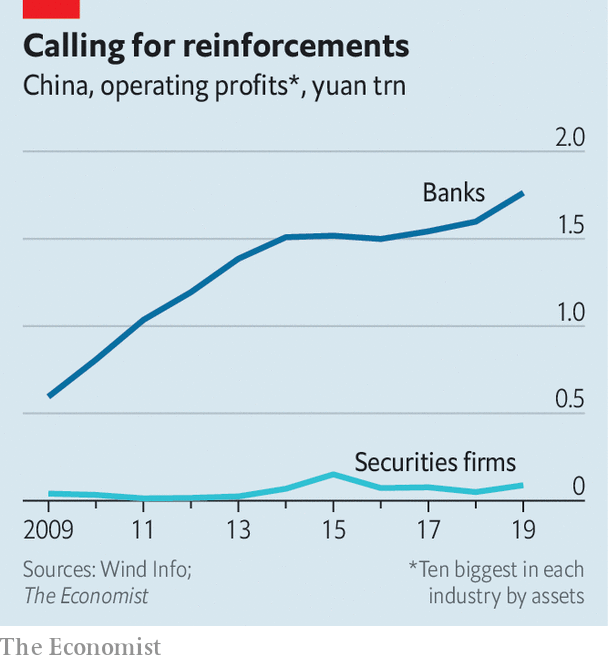 Calling for reinforcements
China, operating profits*, yuan trn
2.0
Banks
1.5
1.0
0.5
Securities firms
0
2009 11 13 15 17 19
Sources: Wind Info;
The Economist
*Ten biggest in each
industry by assets
The Economist